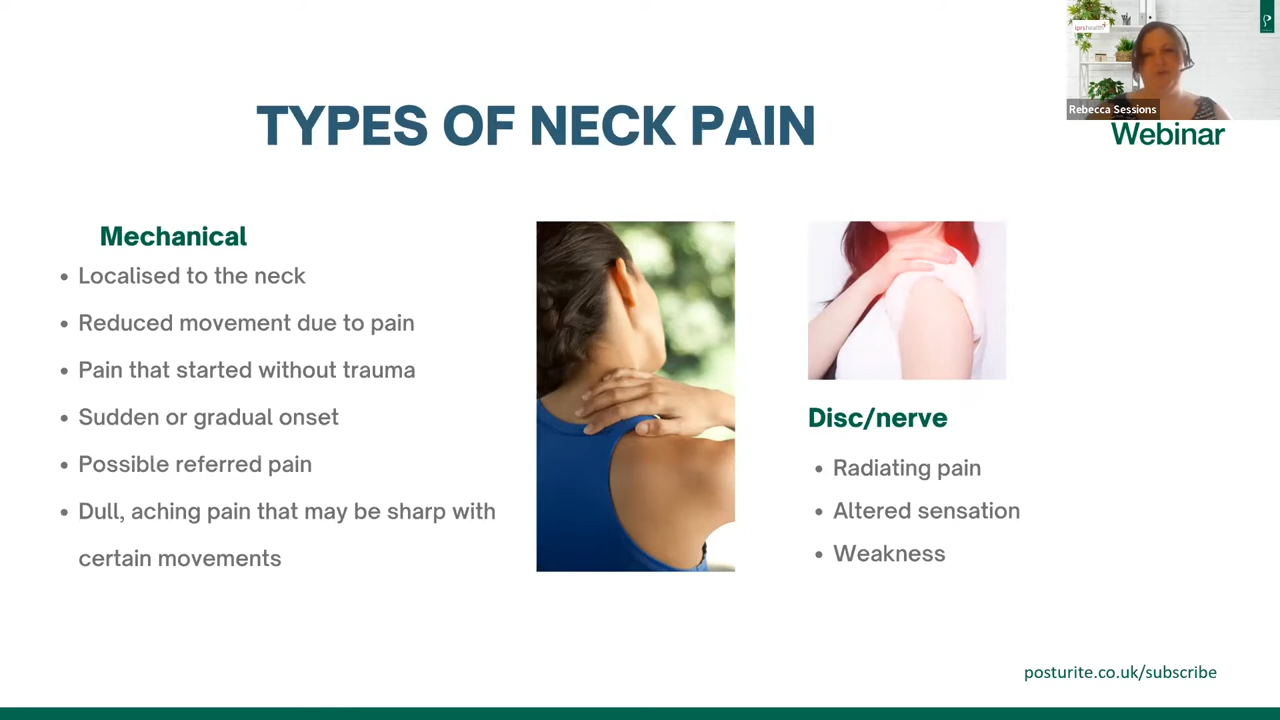 iprshealth
Rebecca Sessions
Webinar
TYPES OF NECK PAIN
Mechanical
• Localised to the neck
• Reduced movement due to pain
• Pain that started without trauma
• Sudden or gradual onset
• Possible referred pain
• Dull, aching pain that may be sharp with
certain movements
Disc/nerve
• Radiating pain
• Altered sensation
• Weakness
posturite.co.uk/subscribe